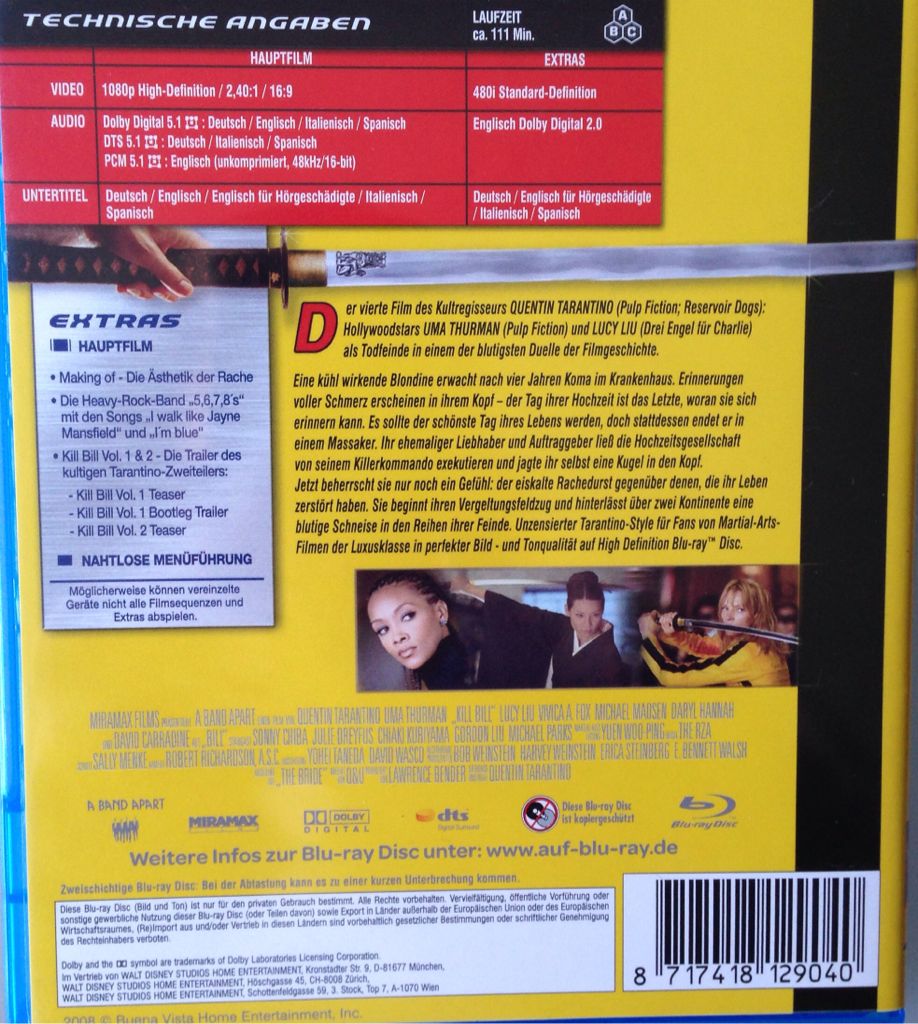 TECHNISCHE ANGABEN
LAUFZEIT
ca. 111 Min.
A
B C
HAUPTFILM
EXTRAS
VIDEO
1080p High-Definition / 2,40:1 / 16:9
480i Standard-Definition
AUDIO
Dolby Digital 5.1 : Deutsch / Englisch / Italienisch / Spanisch
DTS 5.1 : Deutsch / Italienisch / Spanisch
PCM 5.1 : Englisch (unkomprimiert, 48kHz/16-bit)
Englisch Dolby Digital 2.0
UNTERTITEL
Deutsch / Englisch / Englisch für Hörgeschädigte / Italienisch /
Spanisch
Deutsch / Englisch für Hörgeschädigte
/ Italienisch / Spanisch
EXTRAS
HAUPTFILM
• Making of - Die Ästhetik der Rache
• Die Heavy-Rock-Band „5,6,7,8's“
mit den Songs „I walk like Jayne
Mansfield“ und „I'm blue“
• Kill Bill Vol. 1 & 2 - Die Trailer des
kultigen Tarantino-Zweiteilers:
- Kill Bill Vol. 1 Teaser
- Kill Bill Vol. 1 Bootleg Trailer
- Kill Bill Vol. 2 Teaser
NAHTLOSE MENÜFÜHRUNG
Möglicherweise können vereinzelte
Geräte nicht alle Filmsequenzen und
Extras abspielen.
Der vierte Film des Kultregisseurs QUENTIN TARANTINO (Pulp Fiction; Reservoir Dogs):
Hollywoodstars UMA THURMAN (Pulp Fiction) und LUCY LIU (Drei Engel für Charlie)
als Todfeinde in einem der blutigsten Duelle der Filmgeschichte.
Eine kühl wirkende Blondine erwacht nach vier Jahren Koma im Krankenhaus. Erinnerungen
voller Schmerz erscheinen in ihrem Kopf – der Tag ihrer Hochzeit ist das Letzte, woran sie sich
erinnern kann. Es sollte der schönste Tag ihres Lebens werden, doch stattdessen endet er in
einem Massaker. Ihr ehemaliger Liebhaber und Auftraggeber ließ die Hochzeitsgesellschaft
von seinem Killerkommando exekutieren und jagte ihr selbst eine Kugel in den Kopf.
Jetzt beherrscht sie nur noch ein Gefühl: der eiskalte Rachedurst gegenüber denen, die ihr Leben
zerstört haben. Sie beginnt ihren Vergeltungsfeldzug und hinterlässt über zwei Kontinente eine
blutige Schneise in den Reihen ihrer Feinde. Unzensierter Tarantino-Style für Fans von Martial-Arts-
Filmen der Luxusklasse in perfekter Bild - und Tonqualität auf High Definition Blu-ray™ Disc.
MIRAMAX FILMS A BAND APART QUENTIN TARANTINO UMA THURMAN „KILL BILL“ LUCY LIU VIVICA A. FOX MICHAEL MADSEN DARYL HANNAH
UND DAVID CARRADINE ALS „BILL“ SONNY CHIBA JULIE DREYFUS CHIAKI KURIYAMA GORDON LIU MICHAEL PARKS YUEN WOO-PING THE RZA
SALLY MENKE ROBERT RICHARDSON, A.S.C. YOHEI TANEDA DAVID WASCO BOB WEINSTEIN HARVEY WEINSTEIN ERICA STEINBERG E. BENNETT WALSH
„THE BRIDE“ Q&U LAWRENCE BENDER QUENTIN TARANTINO
A BAND APART
MIRAMAX
DOLBY
DIGITAL
dts
Digital Surround
Diese Blu-ray Disc
ist kopiergeschützt
Blu-ray Disc
Weitere Infos zur Blu-ray Disc unter: www.auf-blu-ray.de
Zweischichtige Blu-ray Disc: Bei der Abtastung kann es zu einer kurzen Unterbrechung kommen.
Diese Blu-ray Disc (Bild und Ton) ist nur für den privaten Gebrauch bestimmt. Alle Rechte vorbehalten. Vervielfältigung, öffentliche Vorführung oder
sonstige gewerbliche Nutzung dieser Blu-ray Disc (oder Teilen davon) sowie Export in Länder außerhalb der Europäischen Union oder des Europäischen
Wirtschaftsraumes, (Re)Import aus und/oder Vertrieb in diesen Ländern sind vorbehaltlich gesetzlicher Bestimmungen oder schriftlicher Genehmigung
des Rechteinhabers verboten.
Dolby and the symbol are trademarks of Dolby Laboratories Licensing Corporation.
Im Vertrieb von WALT DISNEY STUDIOS HOME ENTERTAINMENT, Kronstadter Str. 9, D-81677 München,
WALT DISNEY STUDIOS HOME ENTERTAINMENT, Höschgasse 45, CH-8008 Zürich,
WALT DISNEY STUDIOS HOME ENTERTAINMENT, Schottenfeldgasse 59, 3. Stock, Top 7, A-1070 Wien
8 717418 129040
2008 © Buena Vista Home Entertainment, Inc.